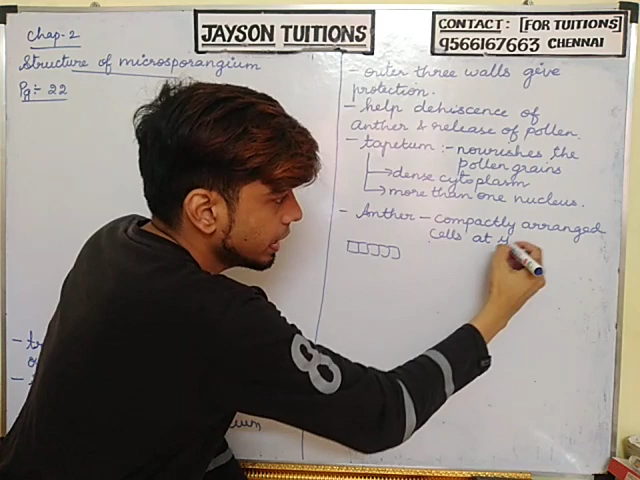 JAYSON TUITIONS
CONTACT: [FOR TUITIONS]
9566167663 CHENNAI
Chap-2
Structure of microsporangium
Pg:- 22
- outer three walls give
protection.
- help dehiscence of
Anther & release of pollen.
- tapetum :- nourishes the
pollen grains
→ dense cytoplasm
→ more than one nucleus.
- Anther - compactly arranged
cells at
8